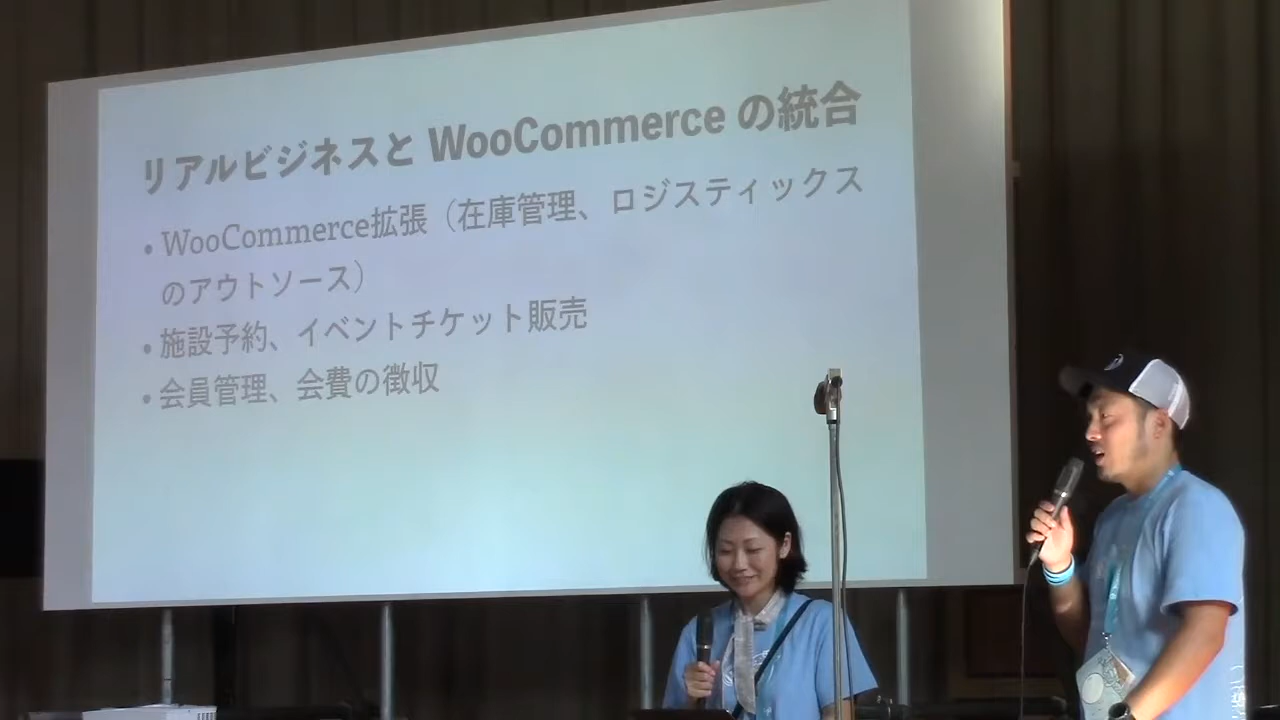 リアルビジネスと WooCommerce の統合
• WooCommerce拡張（在庫管理、ロジスティックス
のアウトソース）
• 施設予約、イベントチケット販売
• 会員管理、会費の徴収